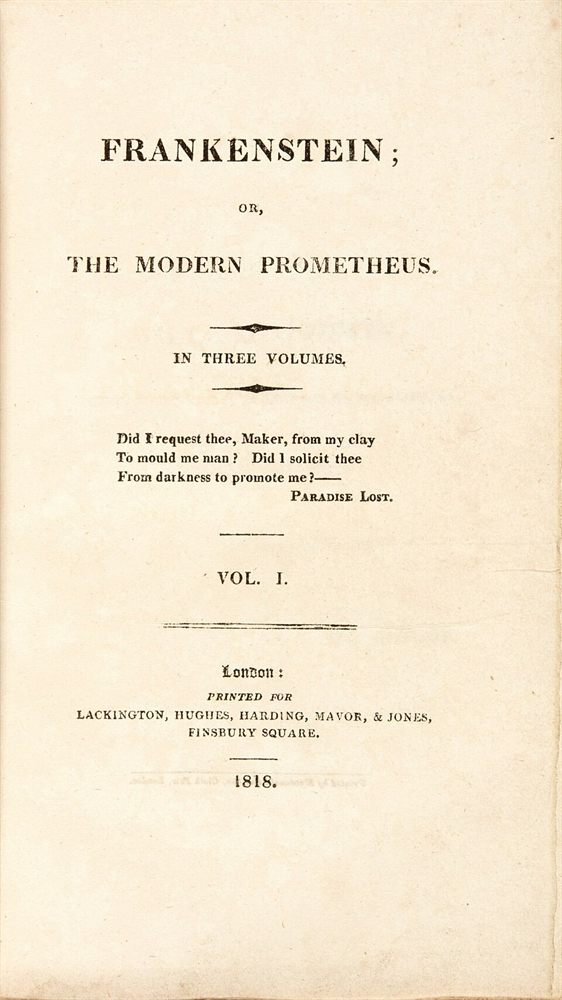 FRANKENSTEIN;
OR,
THE MODERN PROMETHEUS.
IN THREE VOLUMES.
Did I request thee, Maker, from my clay
To mould me man? Did I solicit thee
From darkness to promote me?——
PARADISE LOST.
VOL. I.
London:
PRINTED FOR
LACKINGTON, HUGHES, HARDING, MAVOR, & JONES,
FINSBURY SQUARE.
1818.